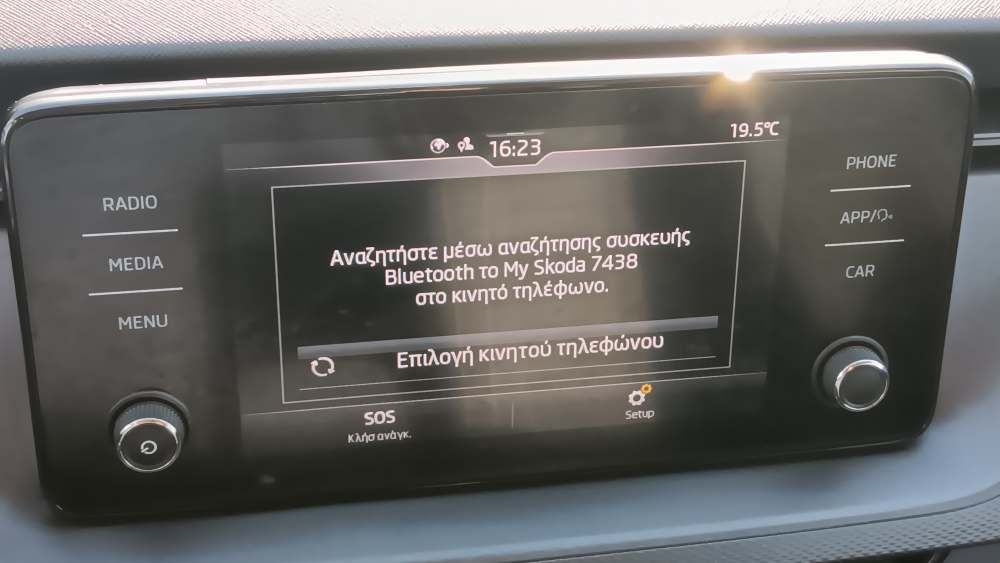 16:23
19.5°C
RADIO
MEDIA
MENU
Αναζητήστε μέσω αναζήτησης συσκευής
Bluetooth το My Skoda 7438
στο κινητό τηλέφωνο.
Επιλογή κινητού τηλεφώνου
SOS
Κλήσ ανάγκ.
Setup
PHONE
APP/
CAR